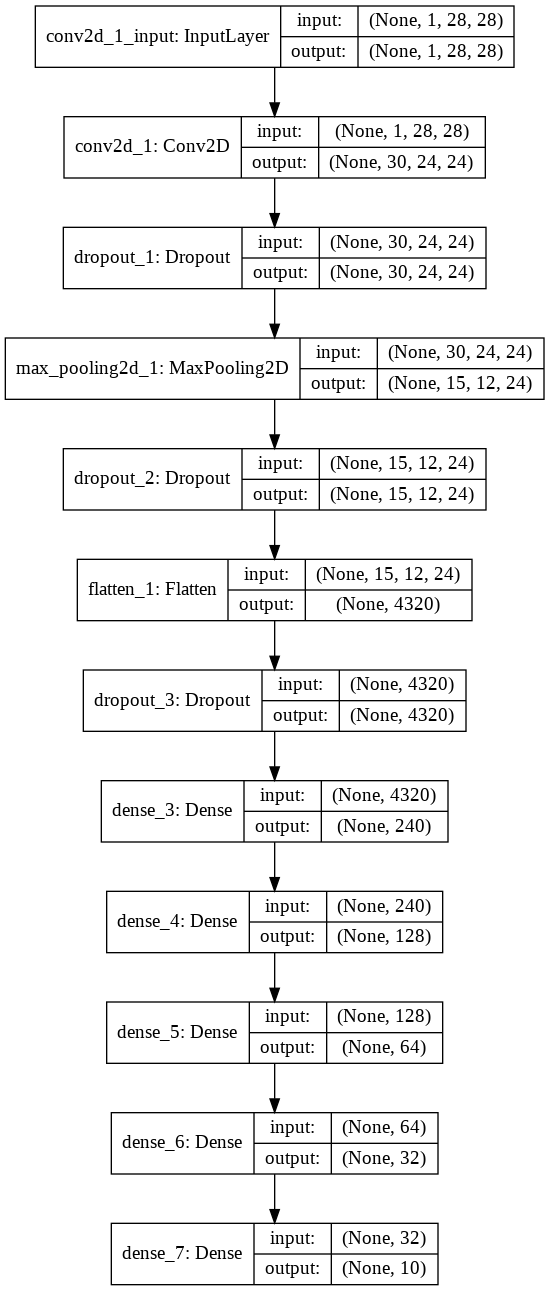 conv2d_1_input: InputLayer input: (None, 1, 28, 28)
output: (None, 1, 28, 28)
conv2d_1: Conv2D input: (None, 1, 28, 28)
output: (None, 30, 24, 24)
dropout_1: Dropout input: (None, 30, 24, 24)
output: (None, 30, 24, 24)
max_pooling2d_1: MaxPooling2D input: (None, 30, 24, 24)
output: (None, 15, 12, 24)
dropout_2: Dropout input: (None, 15, 12, 24)
output: (None, 15, 12, 24)
flatten_1: Flatten input: (None, 15, 12, 24)
output: (None, 4320)
dropout_3: Dropout input: (None, 4320)
output: (None, 4320)
dense_3: Dense input: (None, 4320)
output: (None, 240)
dense_4: Dense input: (None, 240)
output: (None, 128)
dense_5: Dense input: (None, 128)
output: (None, 64)
dense_6: Dense input: (None, 64)
output: (None, 32)
dense_7: Dense input: (None, 32)
output: (None, 10)